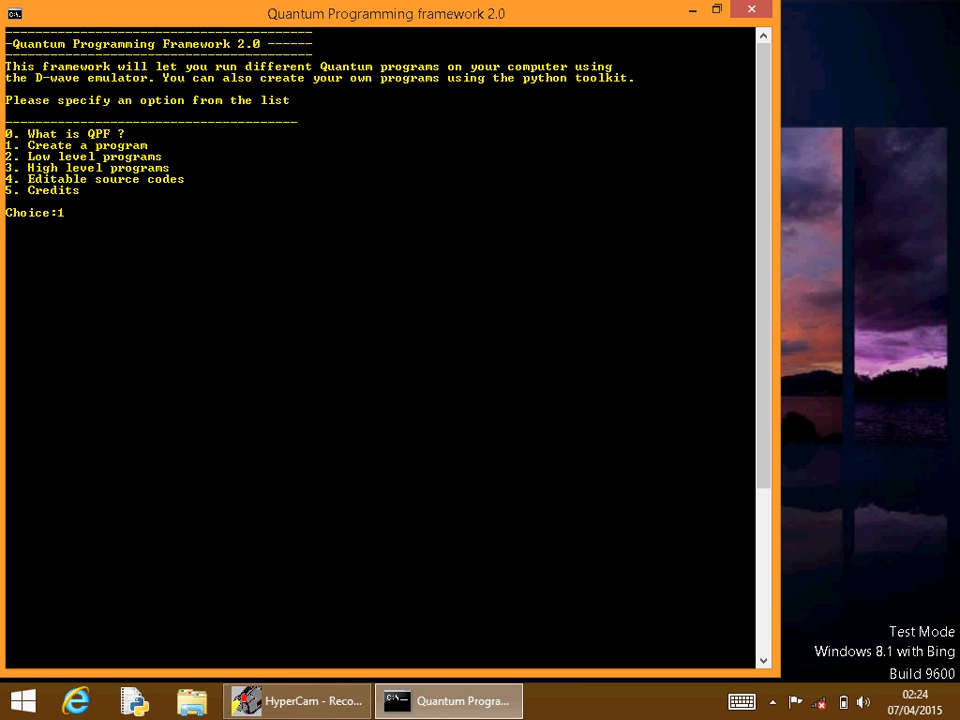 Quantum Programming framework 2.0
-----------------------------------------
-Quantum Programming Framework 2.0 ------
-----------------------------------------
This framework will let you run different Quantum programs on your computer using
the D-wave emulator. You can also create your own programs using the python toolkit.
Please specify an option from the list
---------------------------------------
0. What is QPF ?
1. Create a program
2. Low level programs
3. High level programs
4. Editable source codes
5. Credits
Choice:1
Test Mode
Windows 8.1 with Bing
Build 9600
HyperCam - Reco...
Quantum Progra...
02:24
07/04/2015